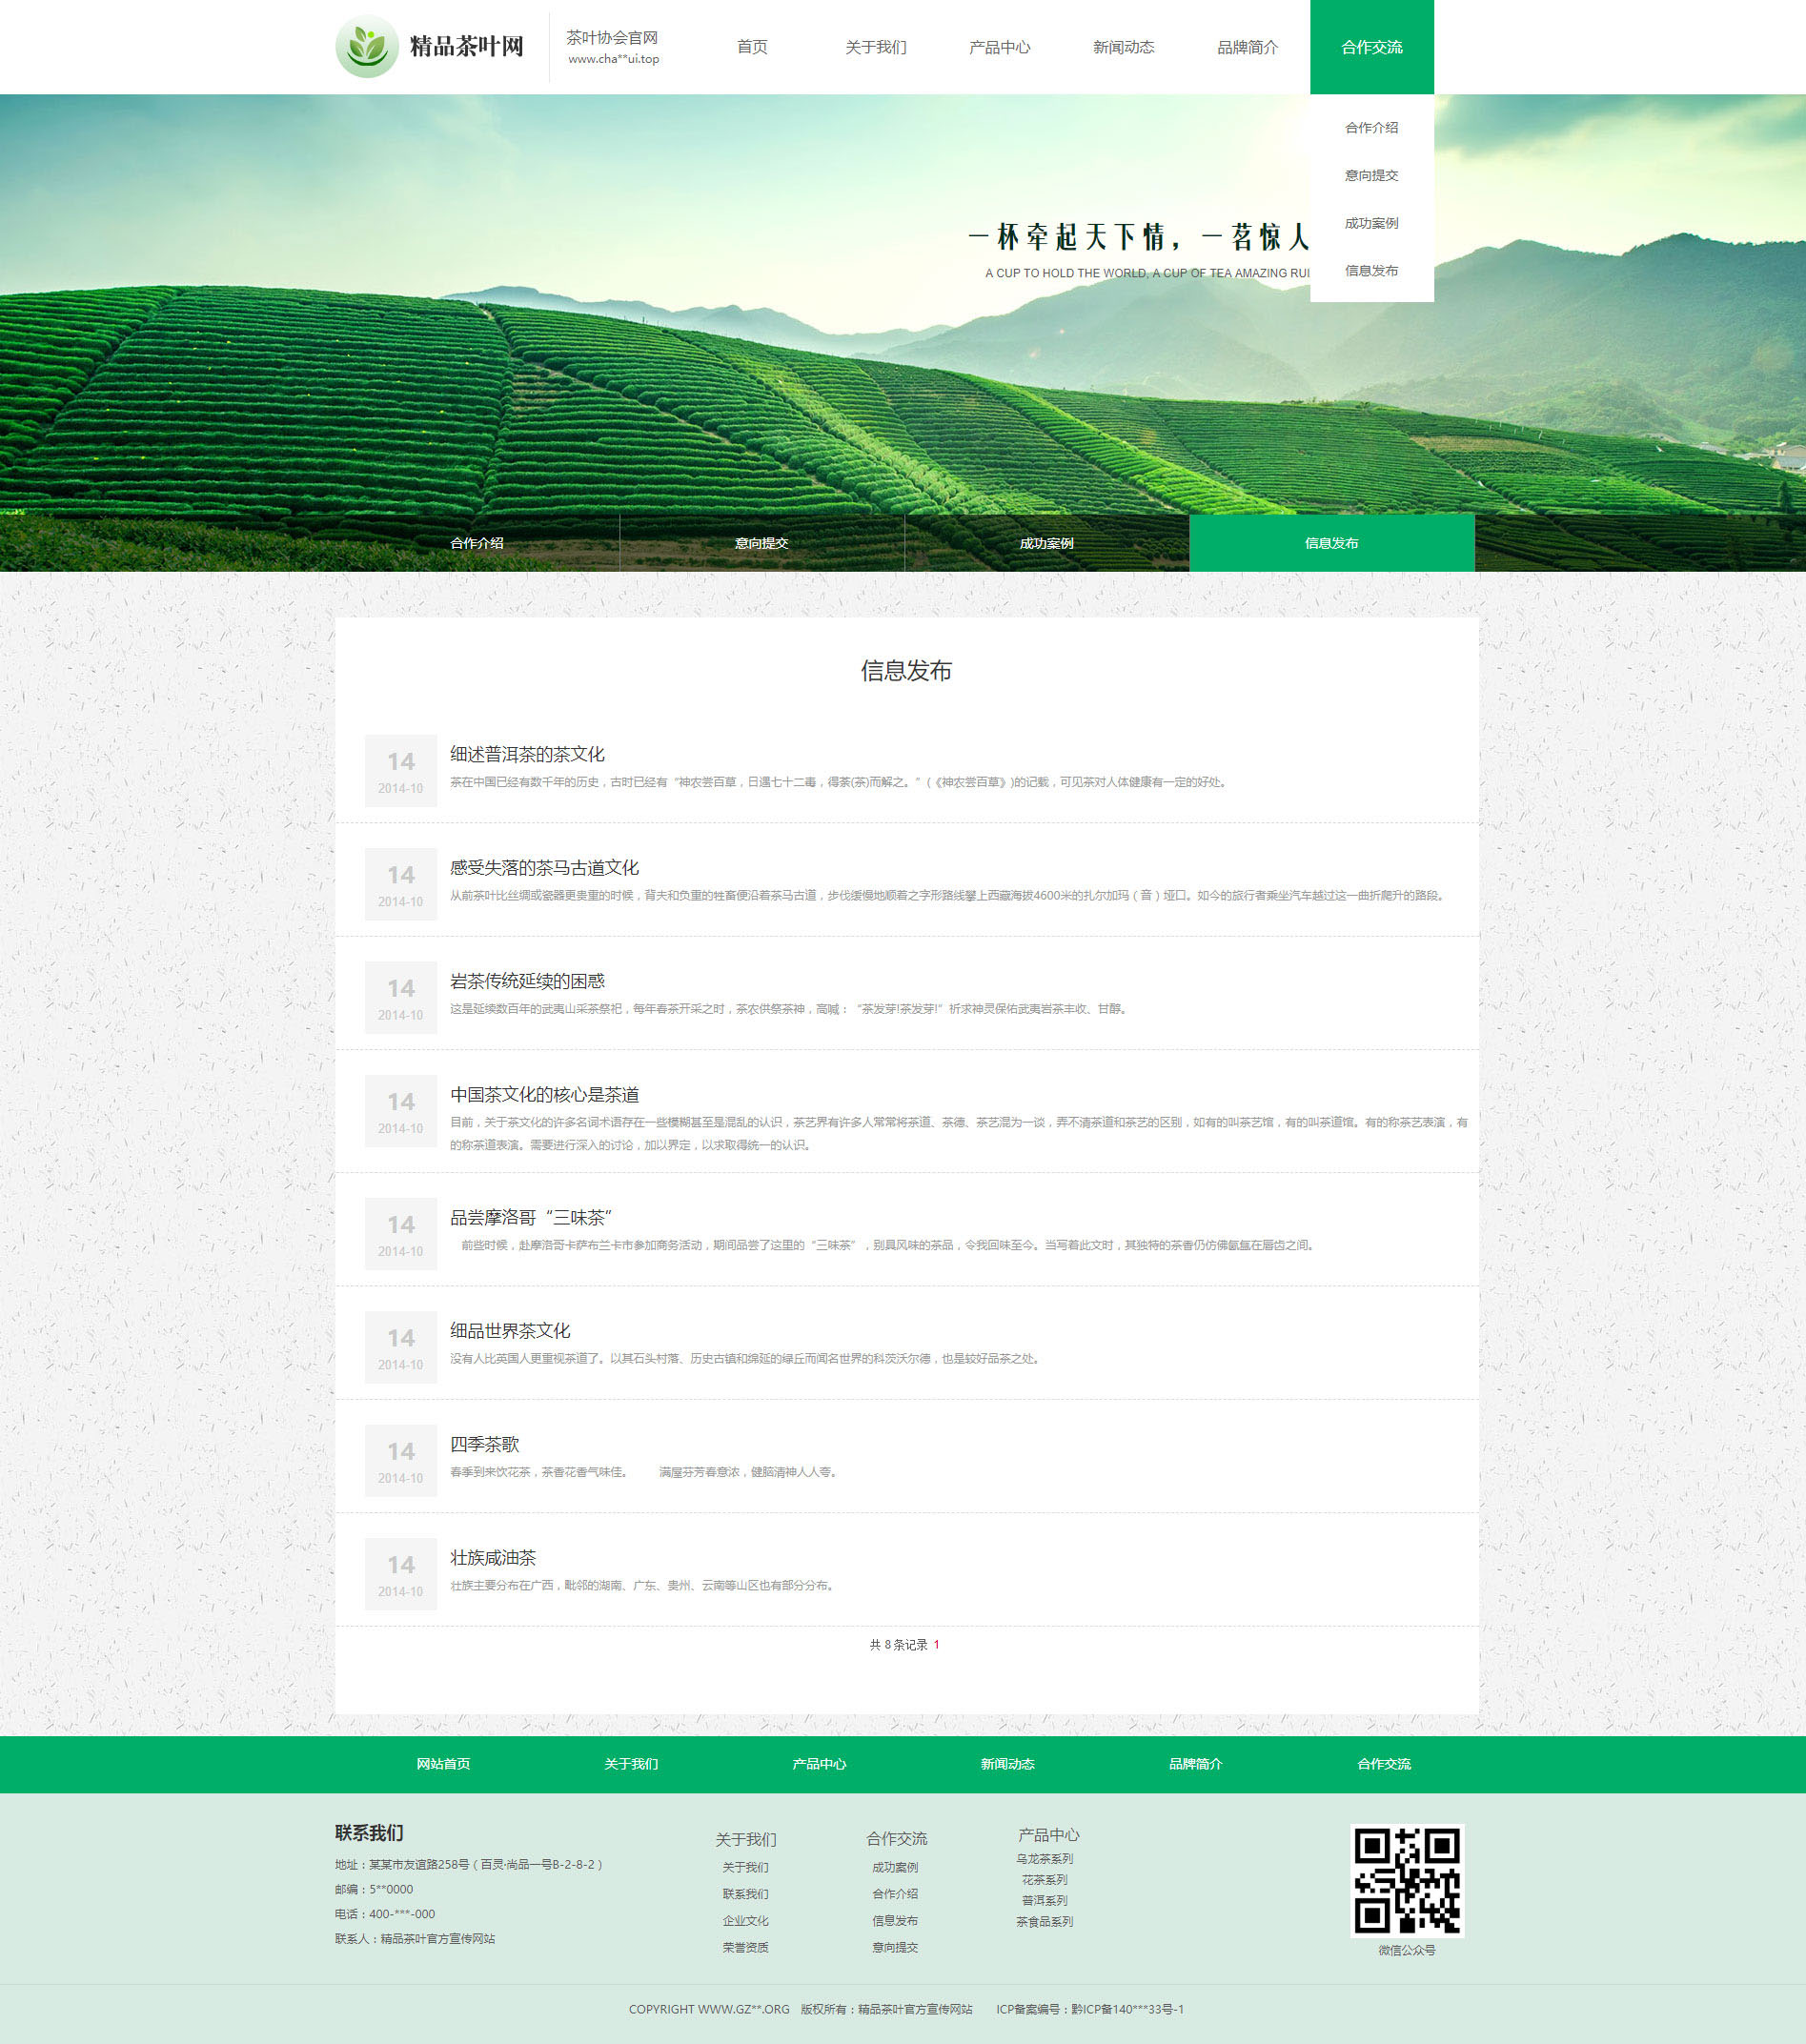 精品茶叶网
茶叶协会官网
www.cha**ui.top
首页
关于我们
产品中心
新闻动态
品牌简介
合作交流
合作介绍
意向提交
成功案例
信息发布
一杯牵起天下情，一茗惊人
A CUP TO HOLD THE WORLD, A CUP OF TEA AMAZING RUI
合作介绍
意向提交
成功案例
信息发布
信息发布
14
2014-10
细述普洱茶的茶文化
茶在中国已经有数千年的历史，古时已经有“神农尝百草，日遇七十二毒，得荼(茶)而解之。”(《神农尝百草》)的记载，可见茶对人体健康有一定的好处。
14
2014-10
感受失落的茶马古道文化
从前茶叶比丝绸或瓷器更贵重的时候，背夫和负重的牲畜便沿着茶马古道，步伐缓慢地顺着之字形路线攀上西藏海拔4600米的扎尔加玛（音）垭口。如今的旅行者乘坐汽车越过这一曲折爬升的路段。
14
2014-10
岩茶传统延续的困惑
这是延续数百年的武夷山采茶祭祀，每年春茶开采之时，茶农供祭茶神，高喊：“茶发芽!茶发芽!”祈求神灵保佑武夷岩茶丰收、甘醇。
14
2014-10
中国茶文化的核心是茶道
目前，关于茶文化的许多名词术语存在一些模糊甚至是混乱的认识，茶艺界有许多人常常将茶道、茶德、茶艺混为一谈，弄不清茶道和茶艺的区别，如有的叫茶艺馆，有的叫茶道馆。有的称茶艺表演，有
的称茶道表演。需要进行深入的讨论，加以界定，以求取得统一的认识。
14
2014-10
品尝摩洛哥“三味茶”
前些时候，赴摩洛哥卡萨布兰卡市参加商务活动，期间品尝了这里的“三味茶”，别具风味的茶品，令我回味至今。当写着此文时，其独特的茶香仍仿佛氤氲在唇齿之间。
14
2014-10
细品世界茶文化
没有人比英国人更重视茶道了。以其石头村落、历史古镇和绵延的绿丘而闻名世界的科茨沃尔德，也是较好品茶之处。
14
2014-10
四季茶歌
春季到来饮花茶，茶香花香气味佳。 满屋芬芳春意浓，健脑清神人人夸。
14
2014-10
壮族咸油茶
壮族主要分布在广西，毗邻的湖南、广东、贵州、云南等山区也有部分分布。
共 8 条记录 1
网站首页
关于我们
产品中心
新闻动态
品牌简介
合作交流
联系我们
地址：某某市友谊路258号（百灵·尚品一号B-2-8-2）
邮编：5**0000
电话：400-***-000
联系人：精品茶叶官方宣传网站
关于我们
关于我们
联系我们
企业文化
荣誉资质
合作交流
成功案例
合作介绍
信息发布
意向提交
产品中心
乌龙茶系列
花茶系列
普洱系列
茶食品系列
微信公众号
COPYRIGHT WWW.GZ**.ORG 版权所有：精品茶叶官方宣传网站 ICP备案编号：黔ICP备140***33号-1